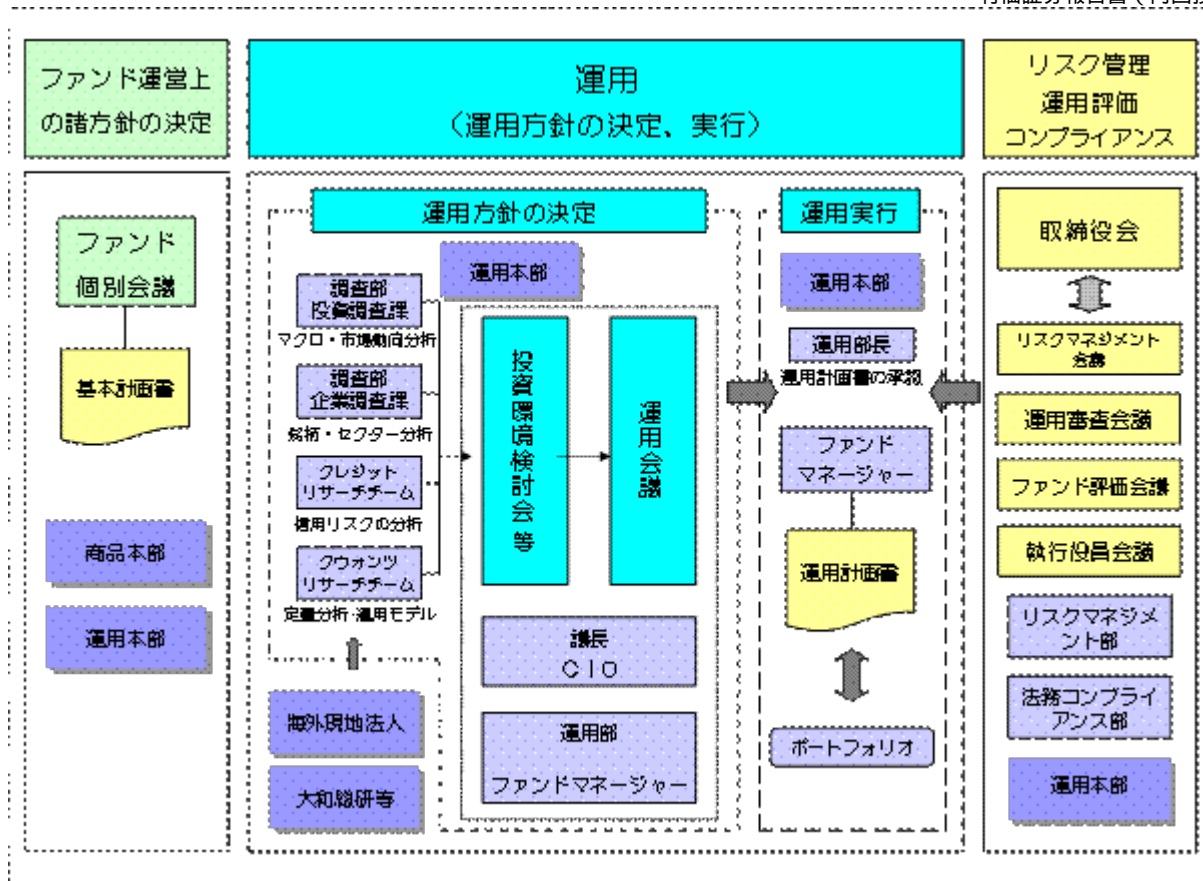 ファンド運営上
の諸方針の決定
運用
（運用方針の決定、実行）
リスク管理
運用評価
コンプライアンス
ファンド
個別会議
基本計画書
商品本部
運用本部
運用方針の決定
運用本部
調査部
投資調査課
マクロ・市場動向分析
調査部
企業調査課
銘柄・セクター分析
クレジット
リサーチチーム
信用リスクの分析
クウォンツ
リサーチチーム
定量分析・運用モデル
海外現地法人
大和総研等
投資環境検討会等
運用会議
議長
ＣＩＯ
運用部
ファンドマネージャー
運用実行
運用本部
運用部長
運用計画書の承認
ファンド
マネージャー
運用計画書
ポートフォリオ
取締役会
リスクマネジメント
会議
運用審査会議
ファンド評価会議
執行役員会議
リスクマネジメ
ント部
法務コンプライ
アンス部
運用本部